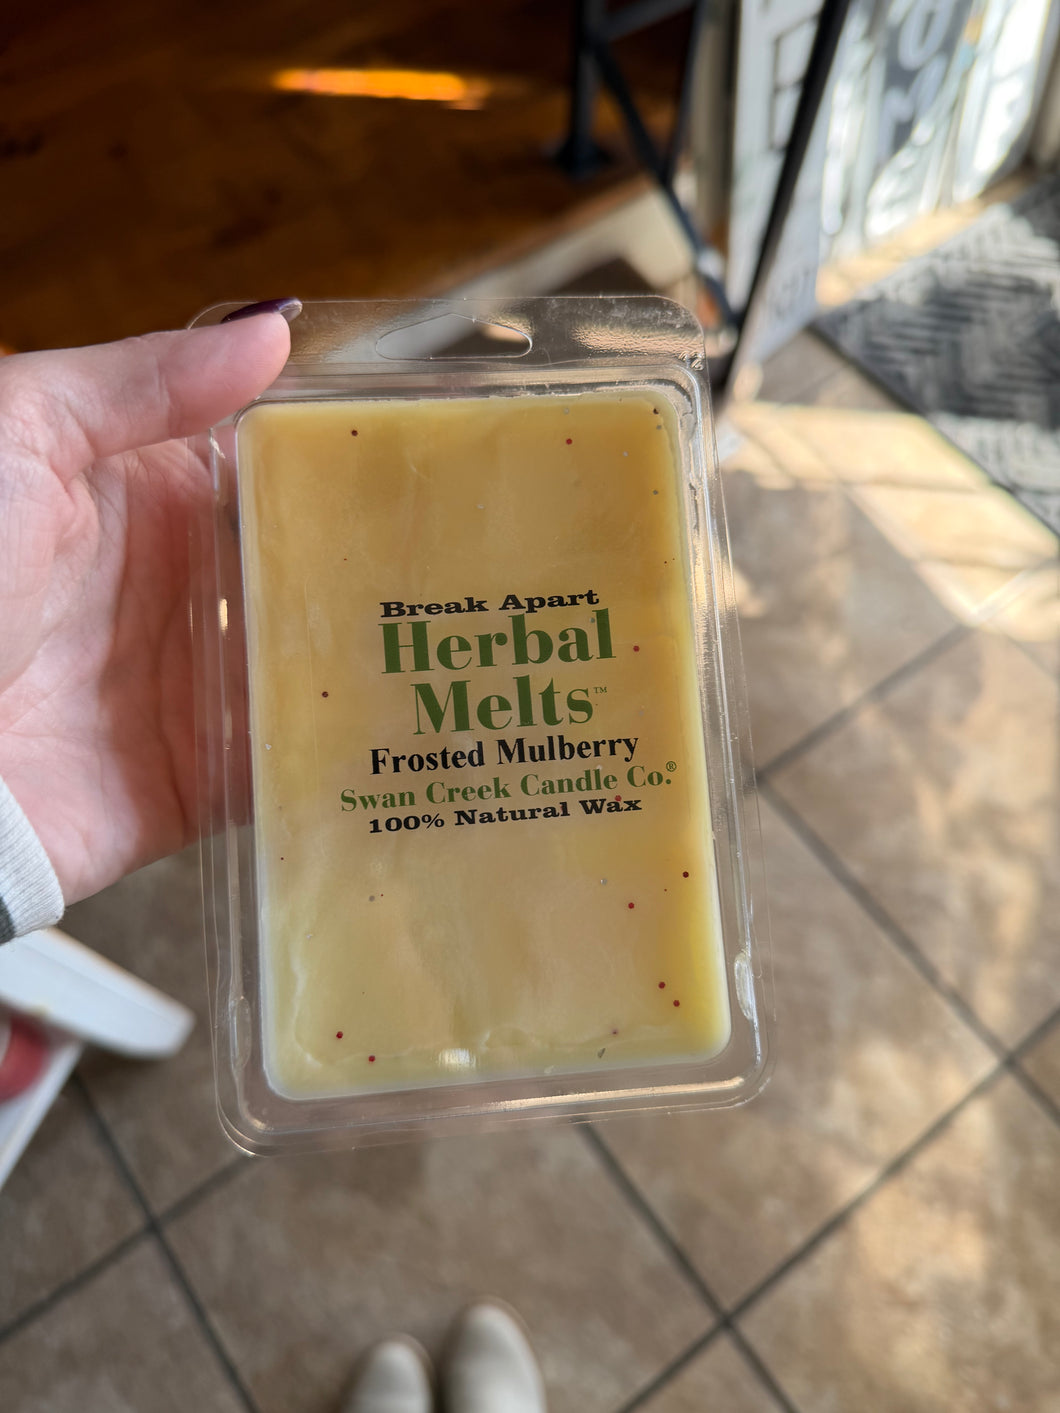 Break Apart
Herbal
Melts™
Frosted Mulberry
Swan Creek Candle Co.®
100% Natural Wax